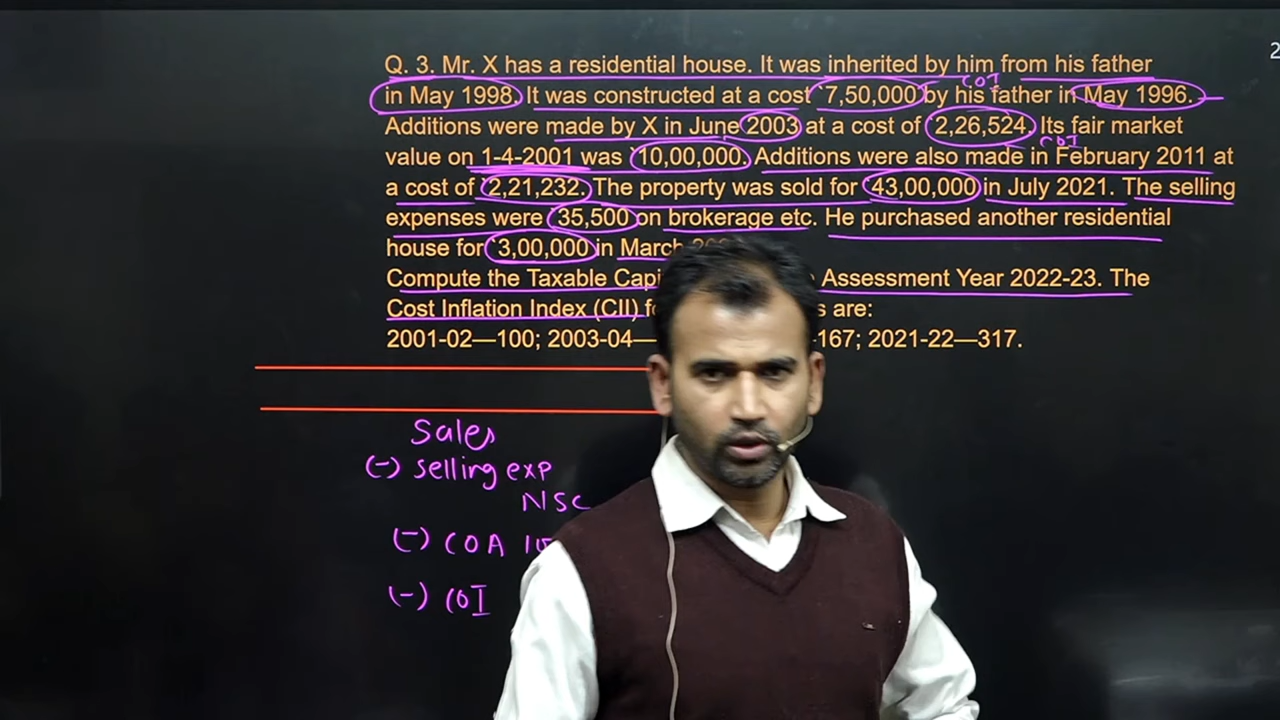 2
Q. 3. Mr. X has a residential house. It was inherited by him from his father
COI
in May 1998. It was constructed at a cost `7,50,000 by his father in May 1996.
Additions were made by X in June 2003 at a cost of `2,26,524. Its fair market
COI
value on 1-4-2001 was `10,00,000. Additions were also made in February 2011 at
a cost of `2,21,232. The property was sold for `43,00,000 in July 2021. The selling
expenses were `35,500 on brokerage etc. He purchased another residential
house for `3,00,000 in March
Compute the Taxable Assessment Year 2022-23. The
Cost Inflation Index (CII) are:
2001-02—100; 2003-04— 167; 2021-22—317.
Sales
(-) selling exp
NSC
(-) COA
(-) COI